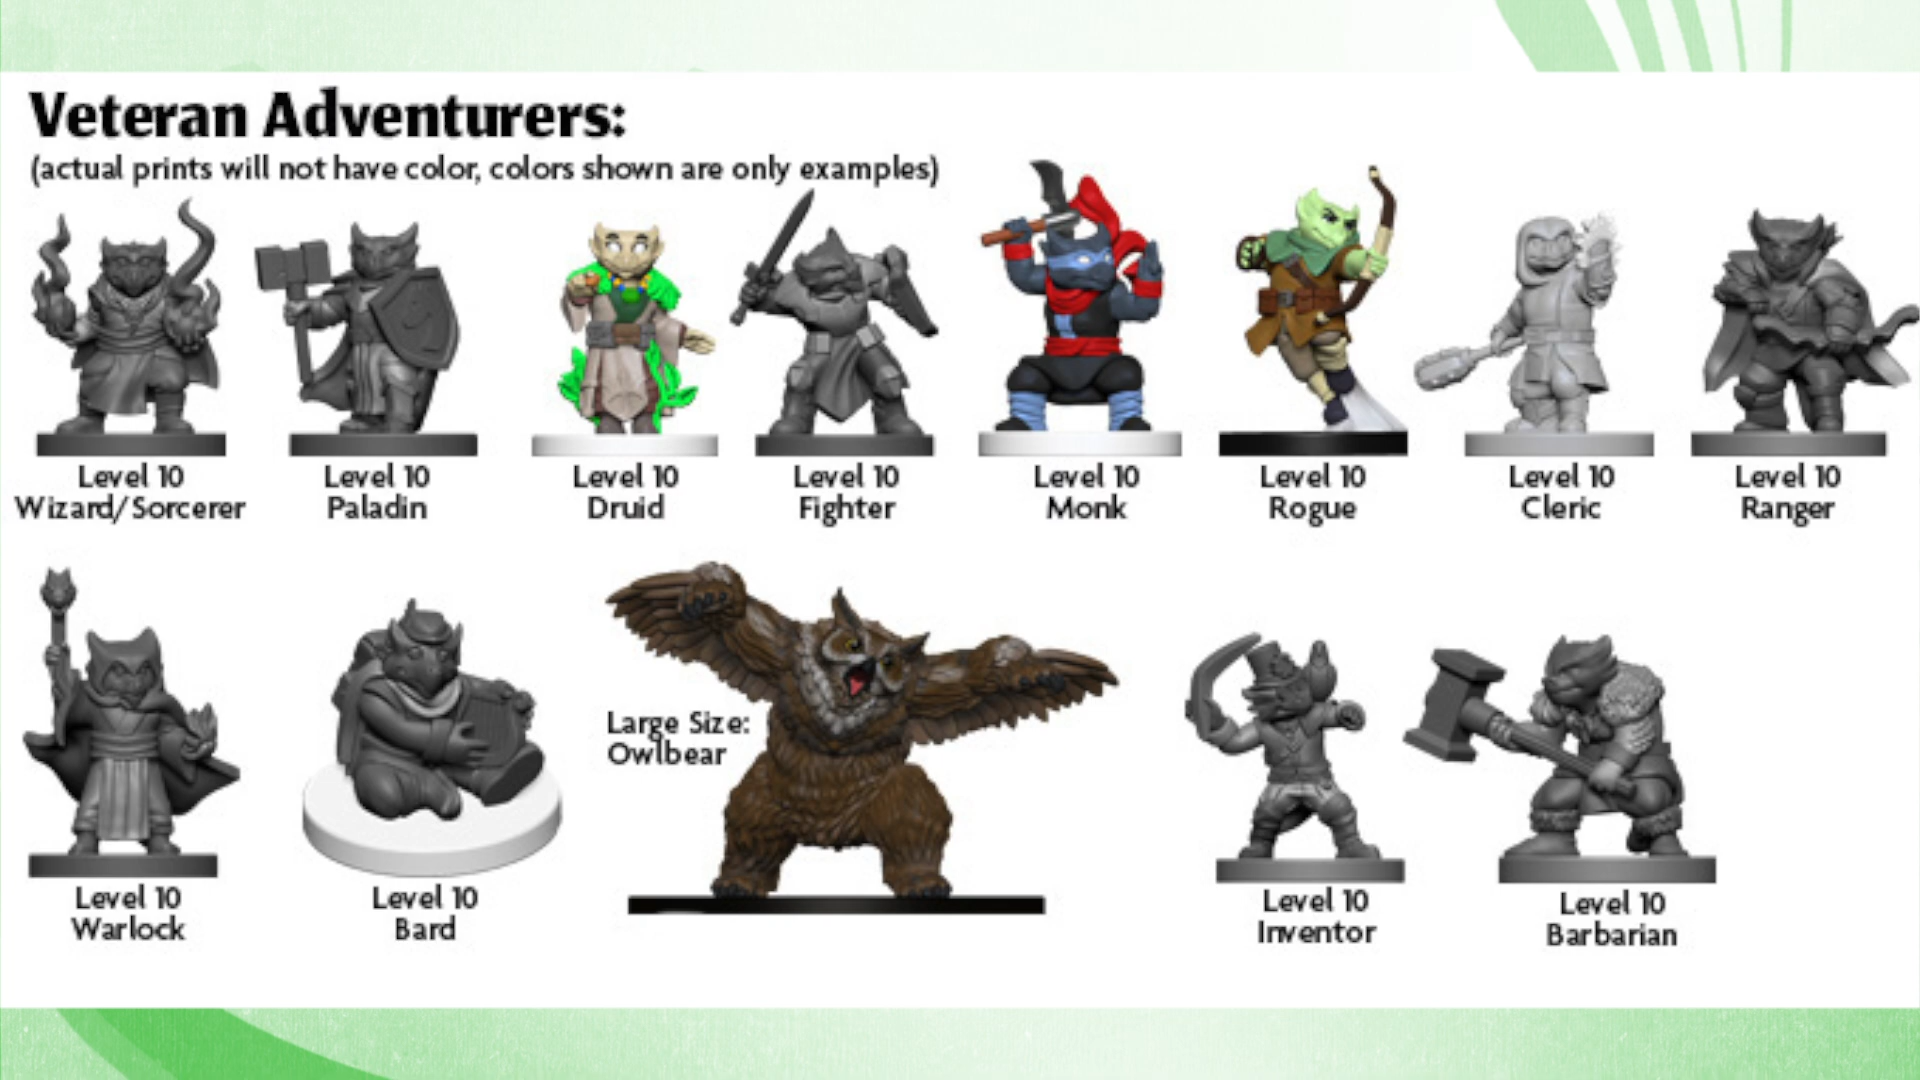 Veteran Adventurers:
(actual prints will not have color, colors shown are only examples)
Level 10
Wizard/Sorcerer
Level 10
Paladin
Level 10
Druid
Level 10
Fighter
Level 10
Monk
Level 10
Rogue
Level 10
Cleric
Level 10
Ranger
Level 10
Warlock
Level 10
Bard
Large Size:
Owlbear
Level 10
Inventor
Level 10
Barbarian